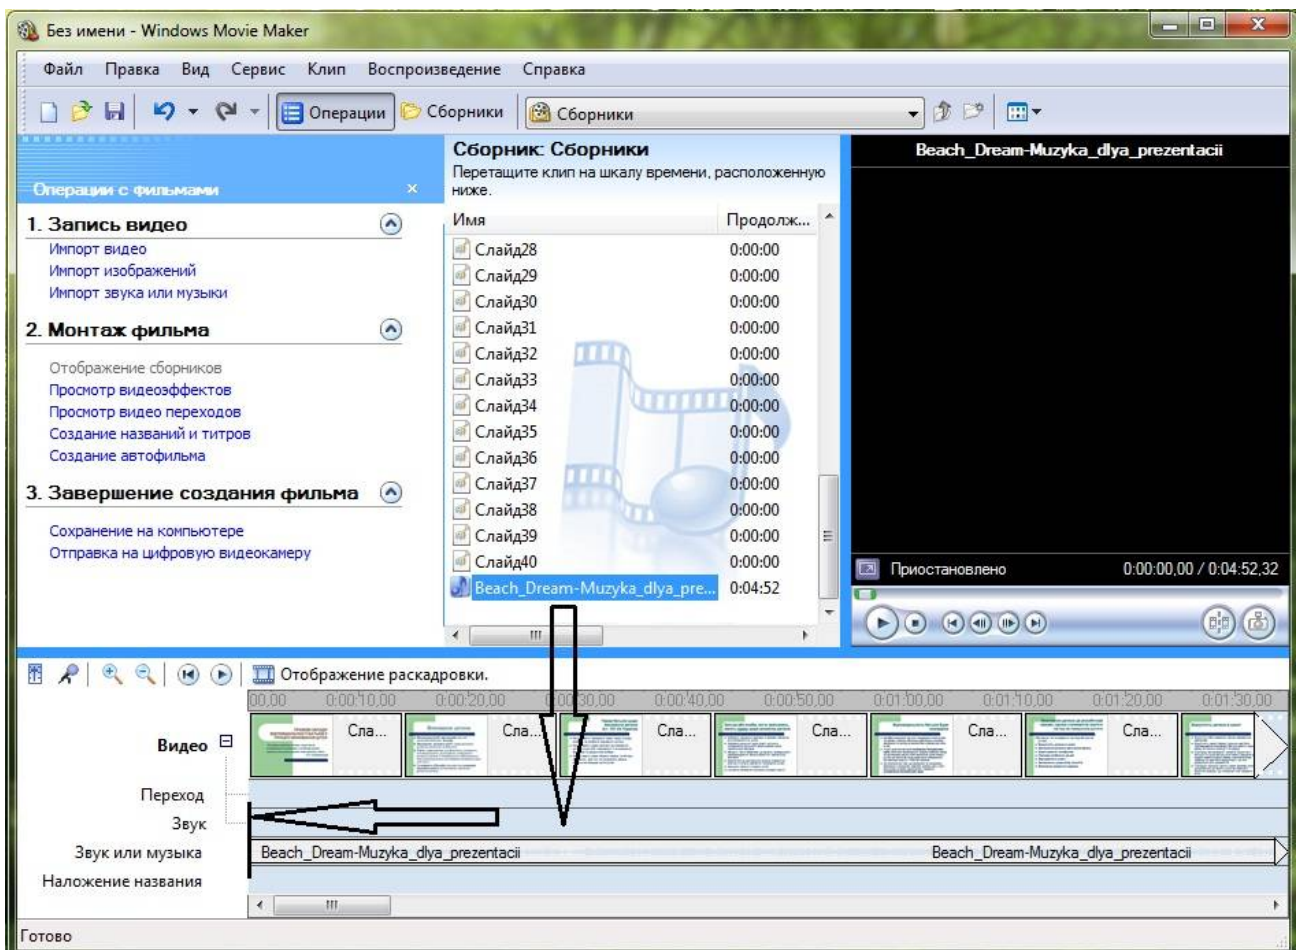 Без имени - Windows Movie Maker
Файл Правка Вид Сервис Клип Воспроизведение Справка
Операции Сборники Сборники
Операции с фильмами
1. Запись видео
Импорт видео
Импорт изображений
Импорт звука или музыки
2. Монтаж фильма
Отображение сборников
Просмотр видеоэффектов
Просмотр видео переходов
Создание названий и титров
Создание автофильма
3. Завершение создания фильма
Сохранение на компьютере
Отправка на цифровую видеокамеру
Сборник: Сборники
Перетащите клип на шкалу времени, расположенную
ниже.
Имя Продолж...
Слайд28 0:00:00
Слайд29 0:00:00
Слайд30 0:00:00
Слайд31 0:00:00
Слайд32 0:00:00
Слайд33 0:00:00
Слайд34 0:00:00
Слайд35 0:00:00
Слайд36 0:00:00
Слайд37 0:00:00
Слайд38 0:00:00
Слайд39 0:00:00
Слайд40 0:00:00
Beach_Dream-Muzyka_dlya_pre... 0:04:52
Beach_Dream-Muzyka_dlya_prezentacii
Приостановлено 0:00:00,00 / 0:04:52,32
Отображение раскадровки.
00,00 0:00:10,00 0:00:20,00 0:00:30,00 0:00:40,00 0:00:50,00 0:01:00,00 0:01:10,00 0:01:20,00 0:01:30,00
Видео Сла... Сла... Сла... Сла... Сла... Сла...
Переход
Звук
Звук или музыка Beach_Dream-Muzyka_dlya_prezentacii Beach_Dream-Muzyka_dlya_prezentacii
Наложение названия
Готово